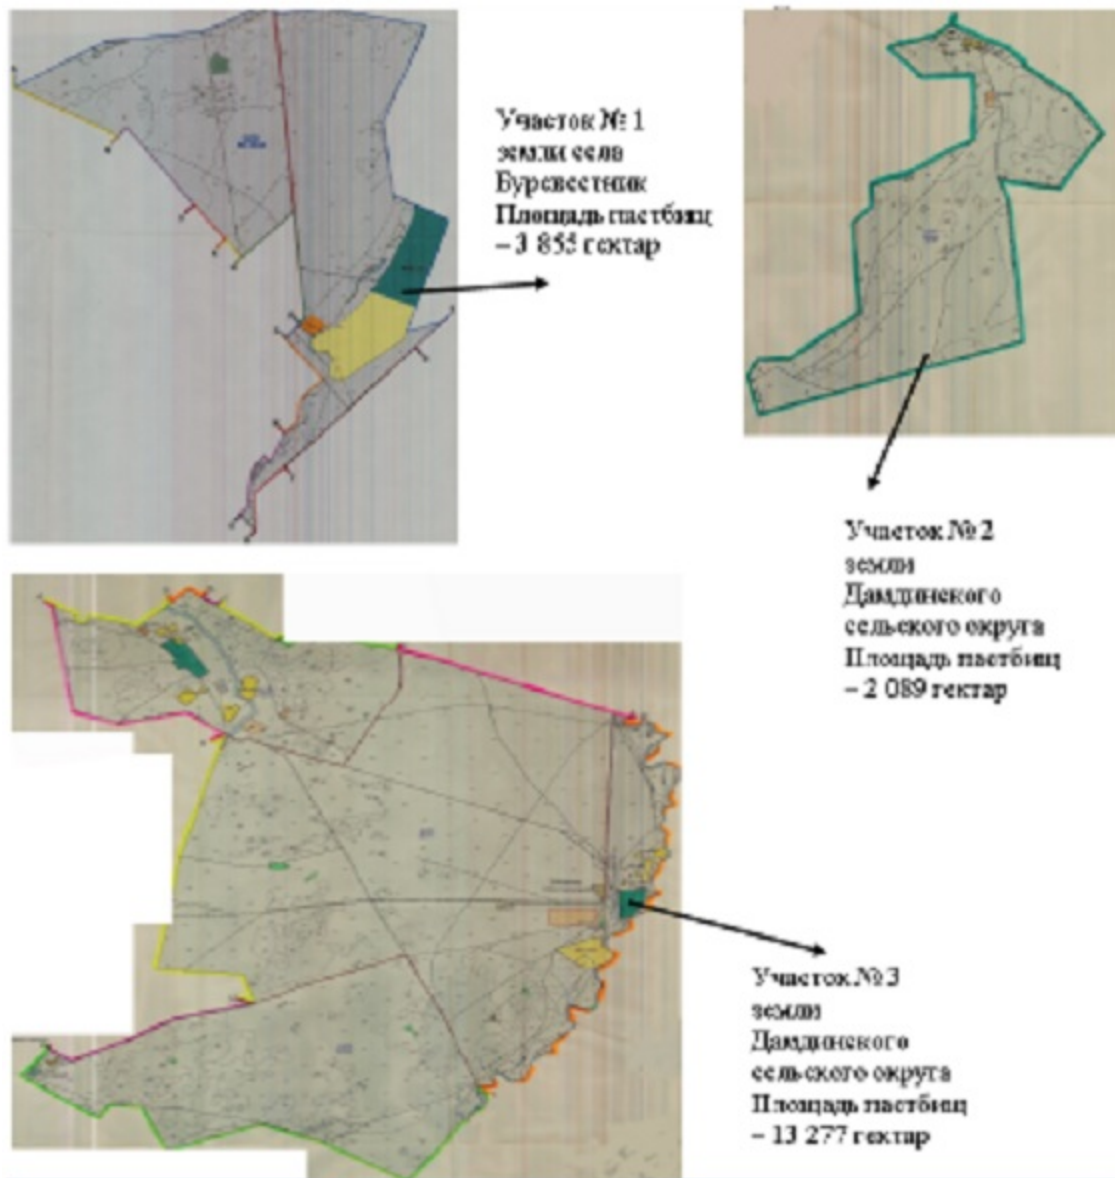 Участок № 1
земли села
Буревестник
Площадь пастбищ
– 3 855 гектар
Участок № 2
земли
Дамдинского
сельского округа
Площадь пастбищ
– 2 089 гектар
Участок № 3
земли
Дамдинского
сельского округа
Площадь пастбищ
– 13 277 гектар